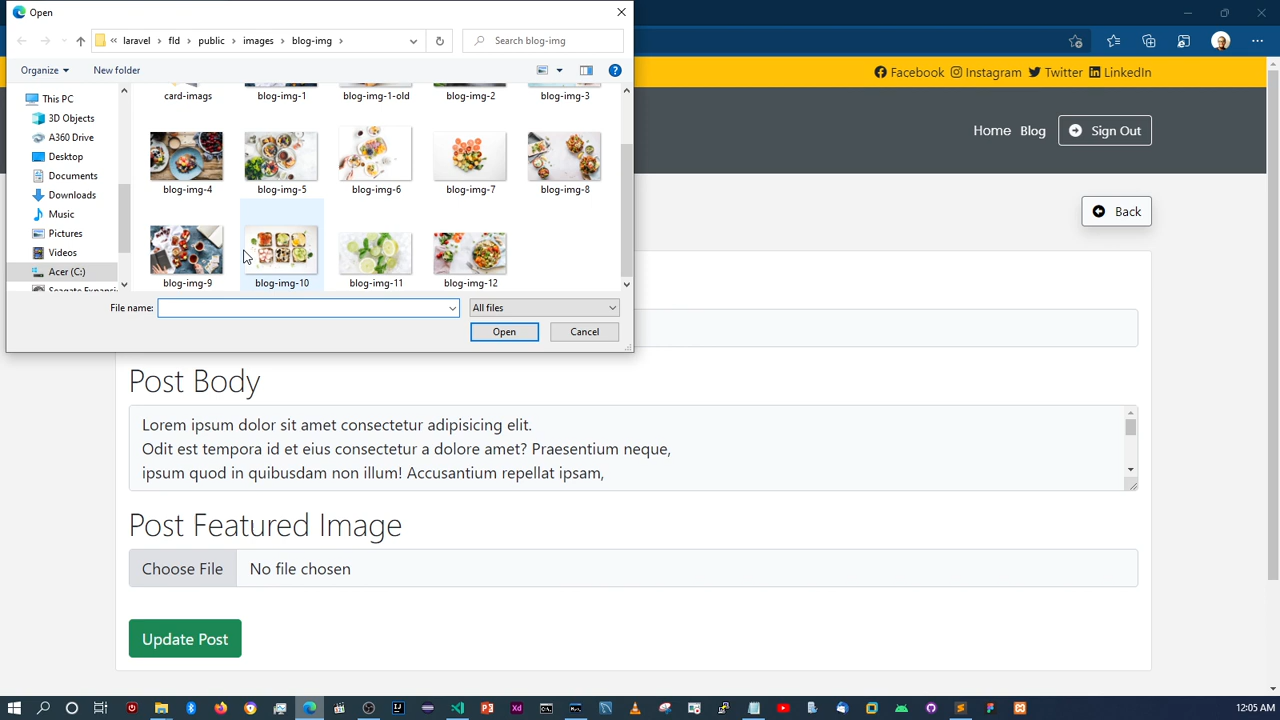 Open
laravel › fld › public › images › blog-img ›
Search blog-img
Organize
New folder
This PC
3D Objects
A360 Drive
Desktop
Documents
Downloads
Music
Pictures
Videos
Acer (C:)
card-imags
blog-img-1
blog-img-1-old
blog-img-2
blog-img-3
blog-img-4
blog-img-5
blog-img-6
blog-img-7
blog-img-8
blog-img-9
blog-img-10
blog-img-11
blog-img-12
File name:
All files
Open
Cancel
Facebook Instagram Twitter LinkedIn
Home Blog Sign Out
Back
Post Body
Lorem ipsum dolor sit amet consectetur adipisicing elit.
Odit est tempora id et eius consectetur a dolore amet? Praesentium neque,
ipsum quod in quibusdam non illum! Accusantium repellat ipsam,
Post Featured Image
Choose File No file chosen
Update Post
12:05 AM